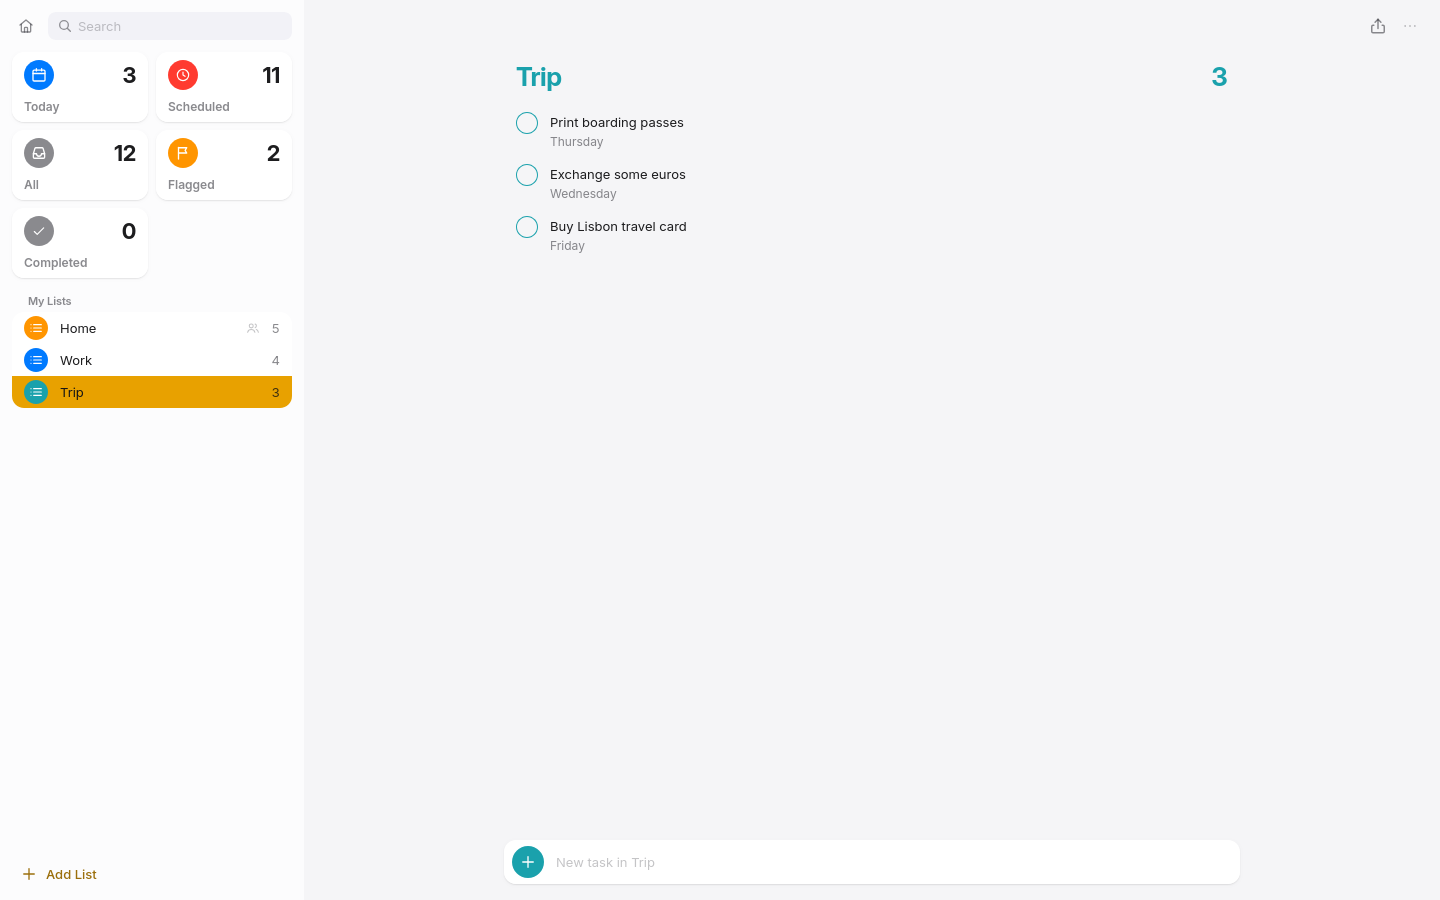 Search
3
Today
11
Scheduled
12
All
2
Flagged
0
Completed
My Lists
Home 5
Work 4
Trip 3
Add List
Trip 3
Print boarding passes
Thursday
Exchange some euros
Wednesday
Buy Lisbon travel card
Friday
New task in Trip